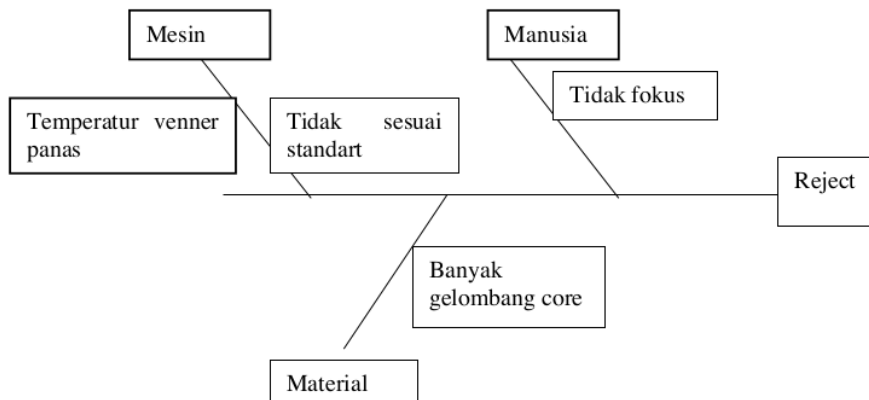 Mesin
Manusia
Tidak fokus
Temperatur venner
panas
Tidak sesuai
standart
Reject
Banyak
gelombang core
Material